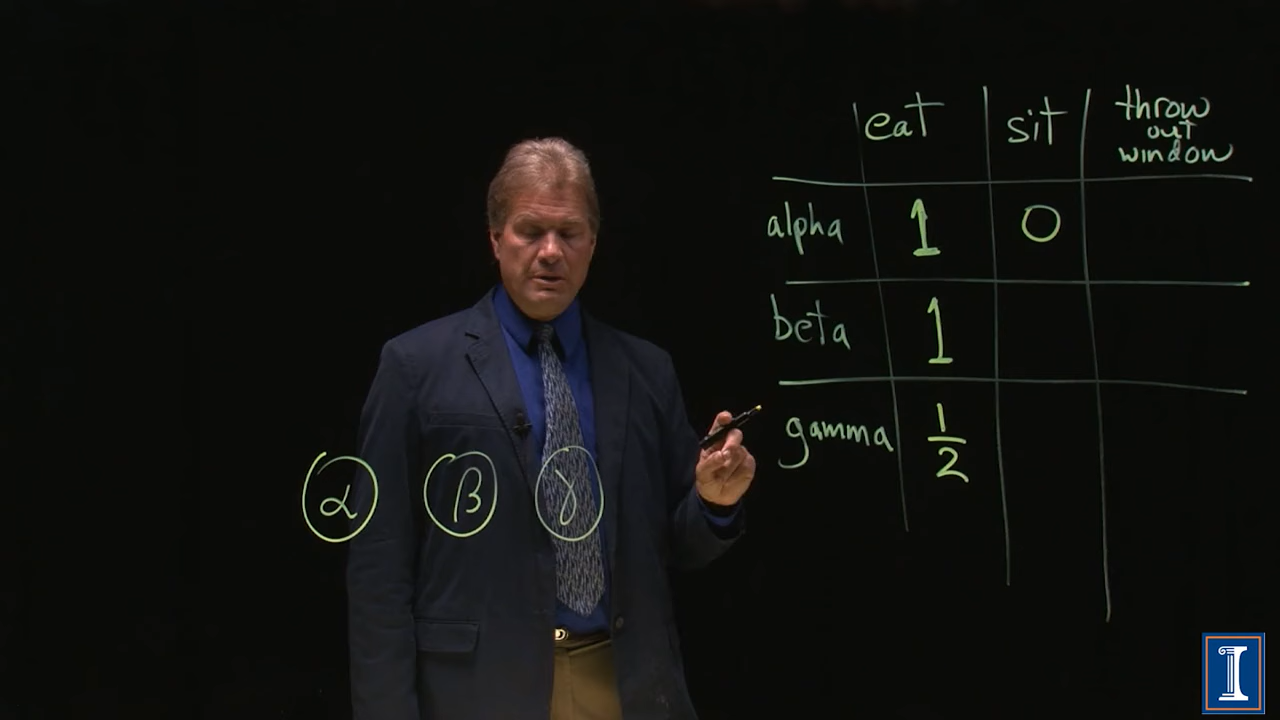 eat sit throw
out
window
alpha 1 0
beta 1
gamma 1/2
α β γ
I